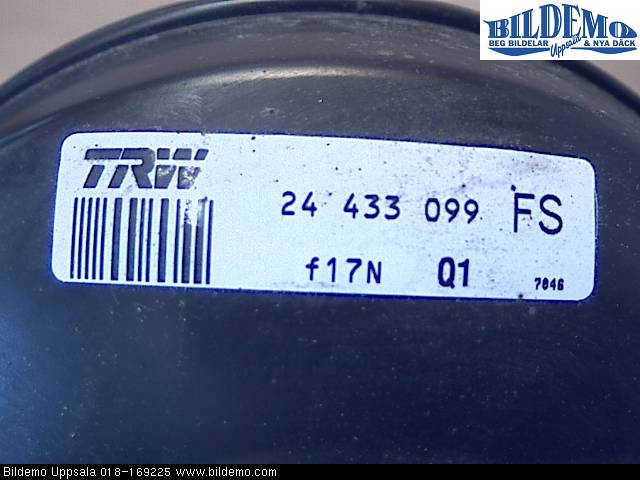 BILDEMO
BEG BILDELAR Uppsala & NYA DÄCK
TRW
24 433 099 FS
f17N Q1 7046
Bildemo Uppsala 018-169225 www.bildemo.com